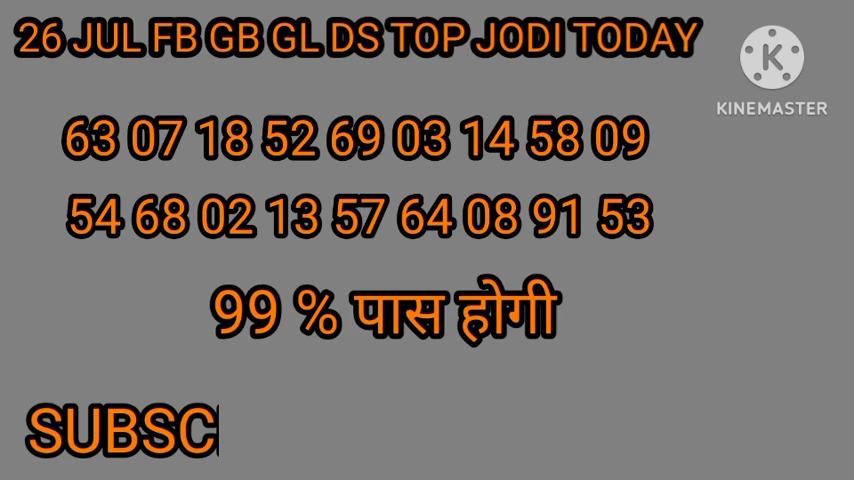 26 JUL FB GB GL DS TOP JODI TODAY
KINEMASTER
63 07 18 52 69 03 14 58 09
54 68 02 13 57 64 08 91 53
99 % पास होगी
SUBSC